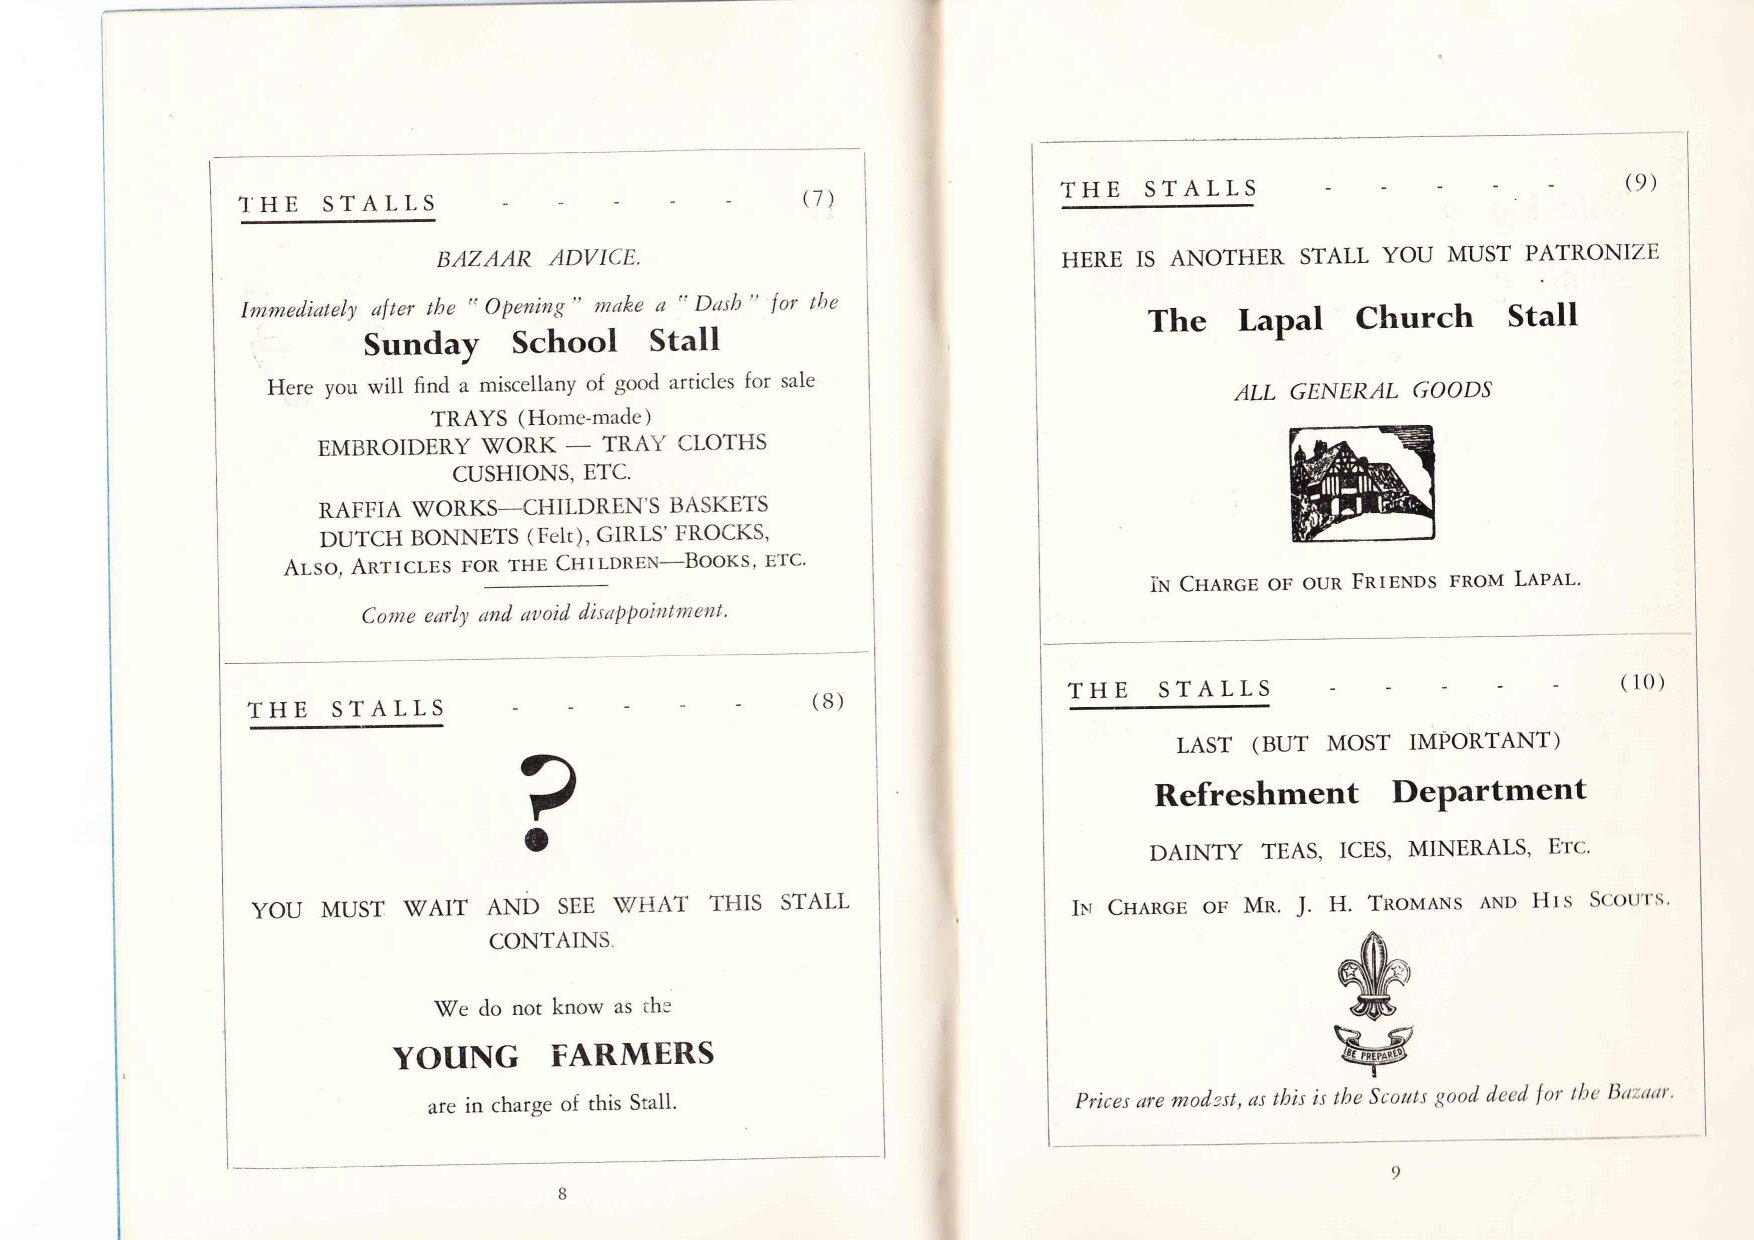 THE STALLS - - - - - (7)
BAZAAR ADVICE.
Immediately after the "Opening" make a "Dash" for the
Sunday School Stall
Here you will find a miscellany of good articles for sale
TRAYS (Home-made)
EMBROIDERY WORK — TRAY CLOTHS
CUSHIONS, ETC.
RAFFIA WORKS—CHILDREN'S BASKETS
DUTCH BONNETS (Felt), GIRLS' FROCKS,
ALSO, ARTICLES FOR THE CHILDREN—BOOKS, ETC.
Come early and avoid disappointment.
THE STALLS - - - - - (8)
?
YOU MUST WAIT AND SEE WHAT THIS STALL
CONTAINS.
We do not know as the
YOUNG FARMERS
are in charge of this Stall.
8
THE STALLS - - - - - (9)
HERE IS ANOTHER STALL YOU MUST PATRONIZE
The Lapal Church Stall
ALL GENERAL GOODS
IN CHARGE OF OUR FRIENDS FROM LAPAL.
THE STALLS - - - - - (10)
LAST (BUT MOST IMPORTANT)
Refreshment Department
DAINTY TEAS, ICES, MINERALS, ETC.
IN CHARGE OF MR. J. H. TROMANS AND HIS SCOUTS.
BE PREPARED
Prices are modest, as this is the Scouts good deed for the Bazaar.
9